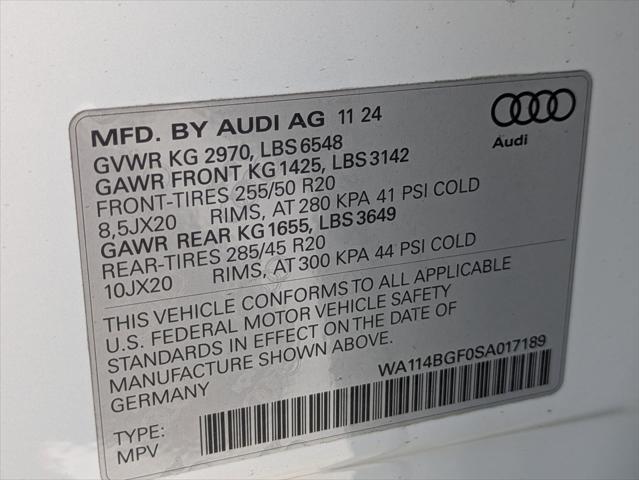 MFD. BY AUDI AG 11 24
GVWR KG 2970, LBS 6548
GAWR FRONT KG 1425, LBS 3142
FRONT-TIRES 255/50 R20
8,5JX20 RIMS, AT 280 KPA 41 PSI COLD
GAWR REAR KG 1655, LBS 3649
REAR-TIRES 285/45 R20
10JX20 RIMS, AT 300 KPA 44 PSI COLD
THIS VEHICLE CONFORMS TO ALL APPLICABLE
U.S. FEDERAL MOTOR VEHICLE SAFETY
STANDARDS IN EFFECT ON THE DATE OF
MANUFACTURE SHOWN ABOVE.
GERMANY
WA114BGF0SA017189
TYPE:
MPV
Audi